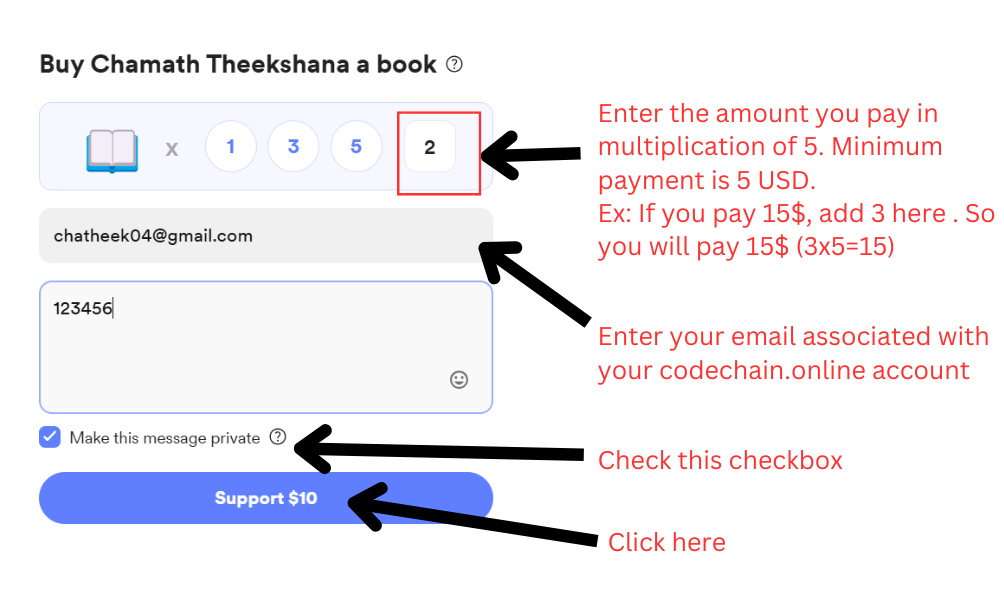 Buy Chamath Theekshana a book ?
x 1 3 5 2
Enter the amount you pay in
multiplication of 5. Minimum
payment is 5 USD.
Ex: If you pay 15$, add 3 here . So
you will pay 15$ (3x5=15)
chatheek04@gmail.com
123456
Enter your email associated with
your codechain.online account
Make this message private ?
Check this checkbox
Support $10
Click here